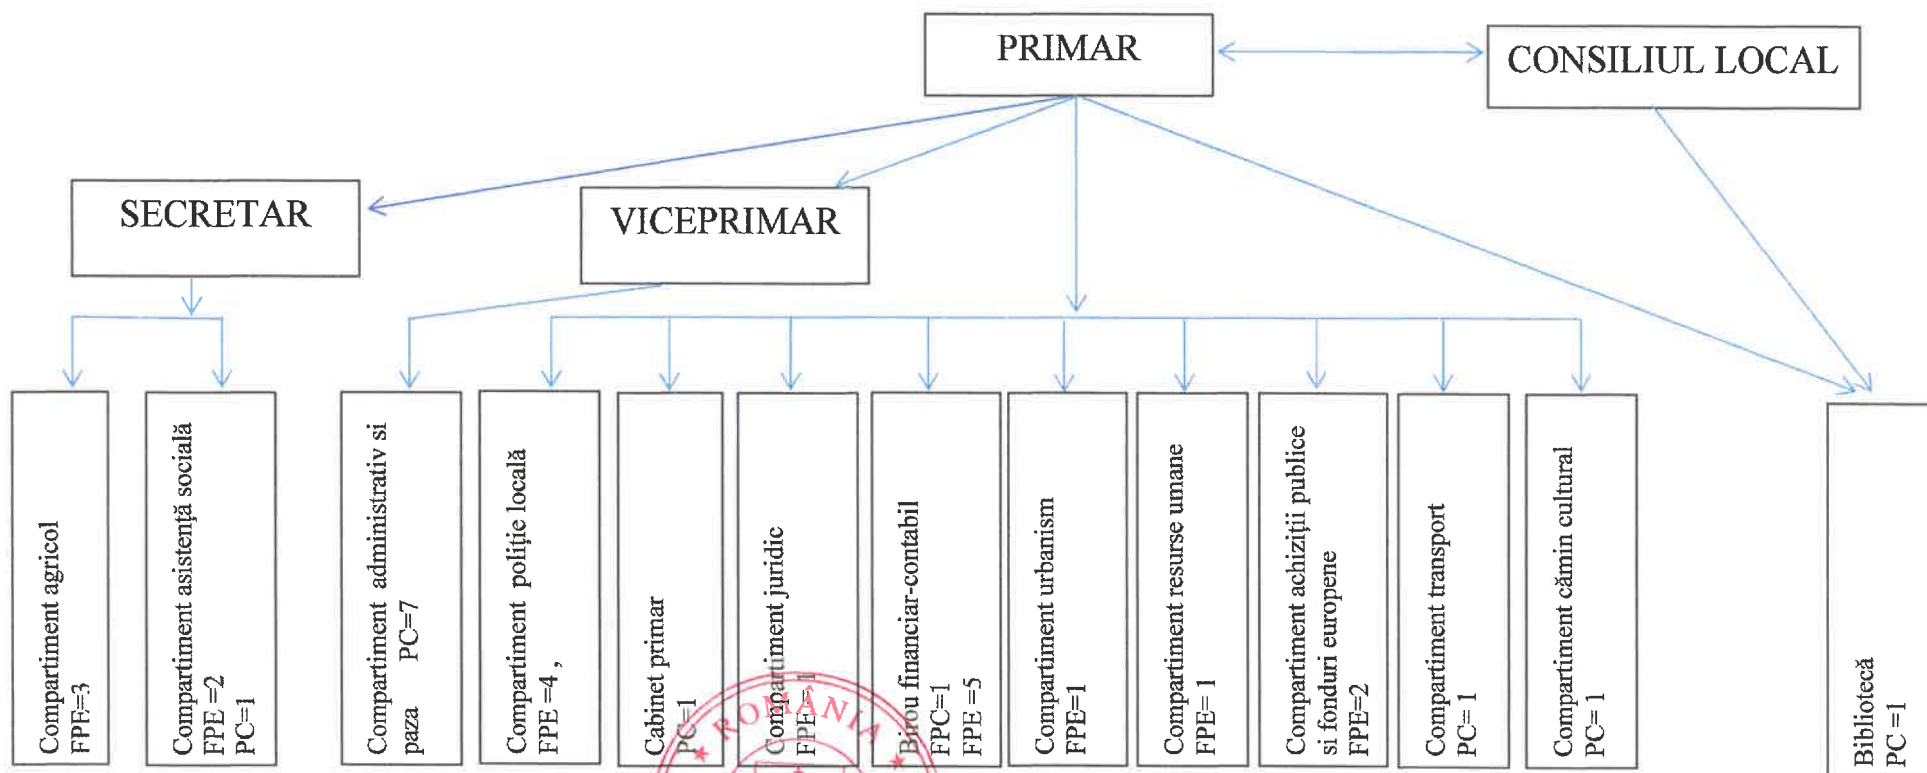 PRIMAR
CONSILIUL LOCAL
SECRETAR
VICEPRIMAR
Compartiment agricol
FPE=3
Compartiment asistență socială
FPE =2
PC=1
Compartiment administrativ si
paza PC=7
Compartiment poliție locală
FPE =4 ,
Cabinet primar
PC=1
Compartiment juridic
FPE = 1
Birou financiar-contabil
FPC=1
FPE =5
Compartiment urbanism
FPE=1
Compartiment resurse umane
FPE= 1
Compartiment achiziții publice
si fonduri europene
FPE=2
Compartiment transport
PC= 1
Compartiment cămin cultural
PC= 1
Bibliotecă
PC =1
ROMÂNIA